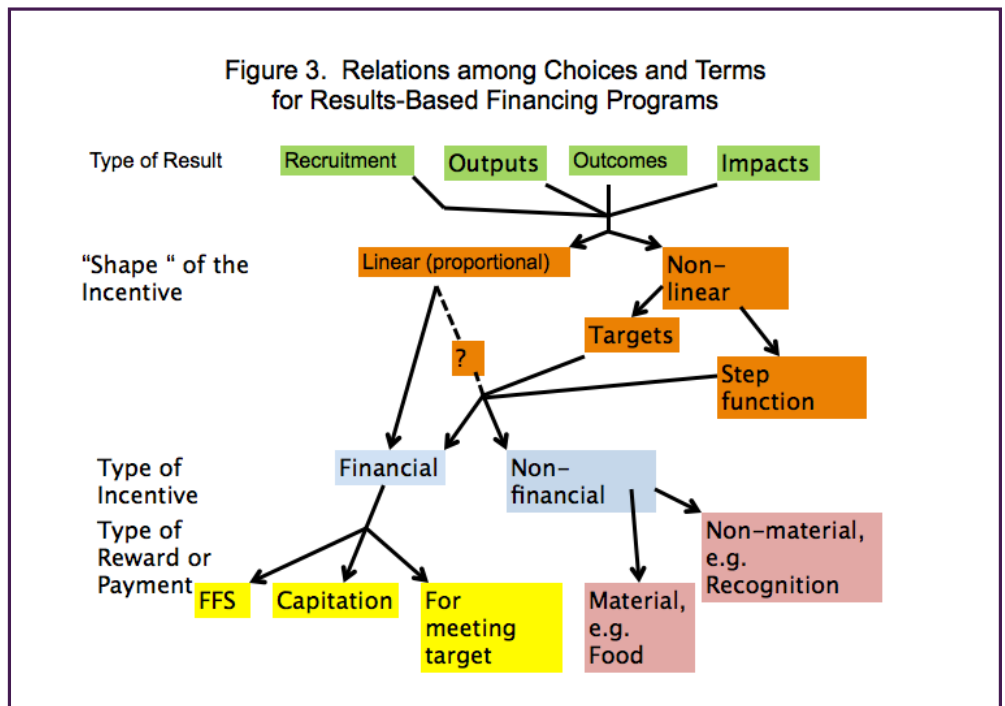 Figure 3.  Relations among Choices and Terms
for Results-Based Financing Programs
Type of Result
Recruitment
Outputs
Outcomes
Impacts
“Shape “ of the
Incentive
Linear (proportional)
Non-
linear
Targets
?
Step
function
Type of
Incentive
Financial
Non-
financial
Type of
Reward or
Payment
Non-material,
e.g.
Recognition
FFS
Capitation
For
meeting
target
Material,
e.g.
Food